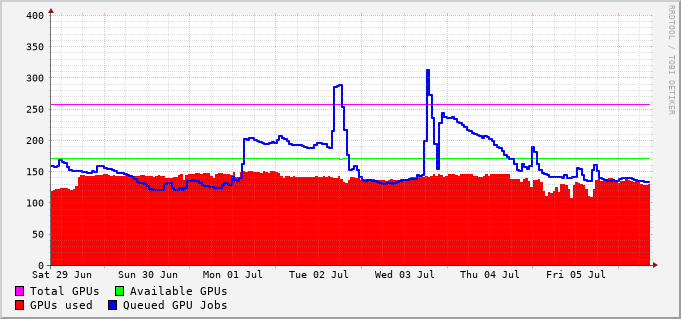 400
350
300
250
200
150
100
50
0
Sat 29 Jun Sun 30 Jun Mon 01 Jul Tue 02 Jul Wed 03 Jul Thu 04 Jul Fri 05 Jul
Total GPUs Available GPUs
GPUs used Queued GPU Jobs
RRDTOOL / TOBI OETIKER